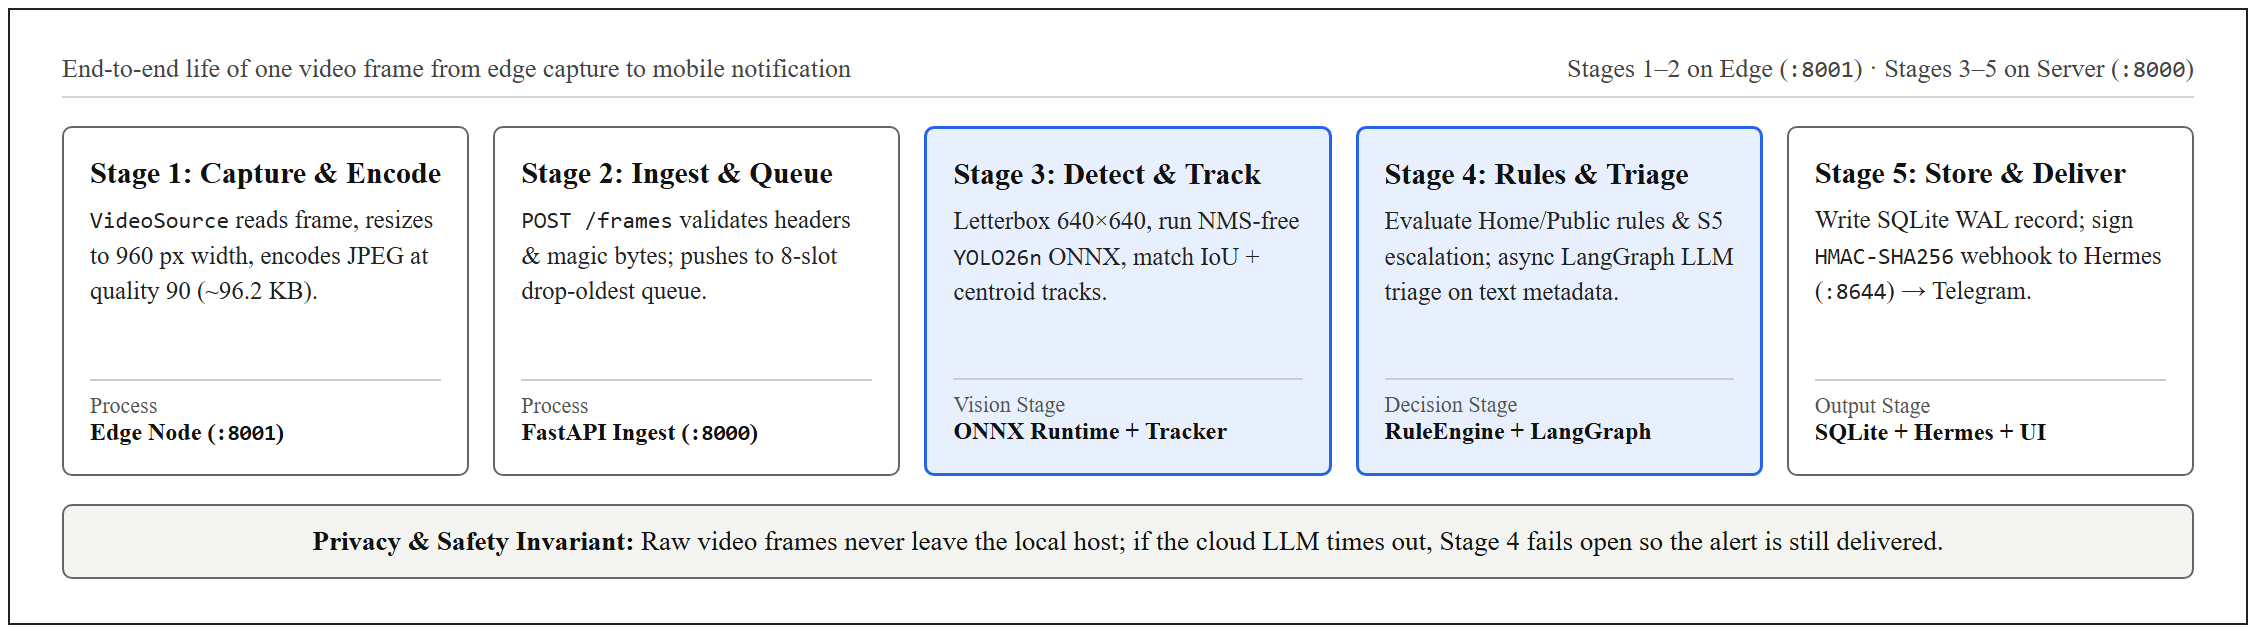 End-to-end life of one video frame from edge capture to mobile notification
Stages 1–2 on Edge (:8001) · Stages 3–5 on Server (:8000)
Stage 1: Capture & Encode
VideoSource reads frame, resizes
to 960 px width, encodes JPEG at
quality 90 (~96.2 KB).
Process
Edge Node (:8001)
Stage 2: Ingest & Queue
POST /frames validates headers
& magic bytes; pushes to 8-slot
drop-oldest queue.
Process
FastAPI Ingest (:8000)
Stage 3: Detect & Track
Letterbox 640×640, run NMS-free
YOLO26n ONNX, match IoU +
centroid tracks.
Vision Stage
ONNX Runtime + Tracker
Stage 4: Rules & Triage
Evaluate Home/Public rules & S5
escalation; async LangGraph LLM
triage on text metadata.
Decision Stage
RuleEngine + LangGraph
Stage 5: Store & Deliver
Write SQLite WAL record; sign
HMAC-SHA256 webhook to Hermes
(:8644) → Telegram.
Output Stage
SQLite + Hermes + UI
Privacy & Safety Invariant: Raw video frames never leave the local host; if the cloud LLM times out, Stage 4 fails open so the alert is still delivered.